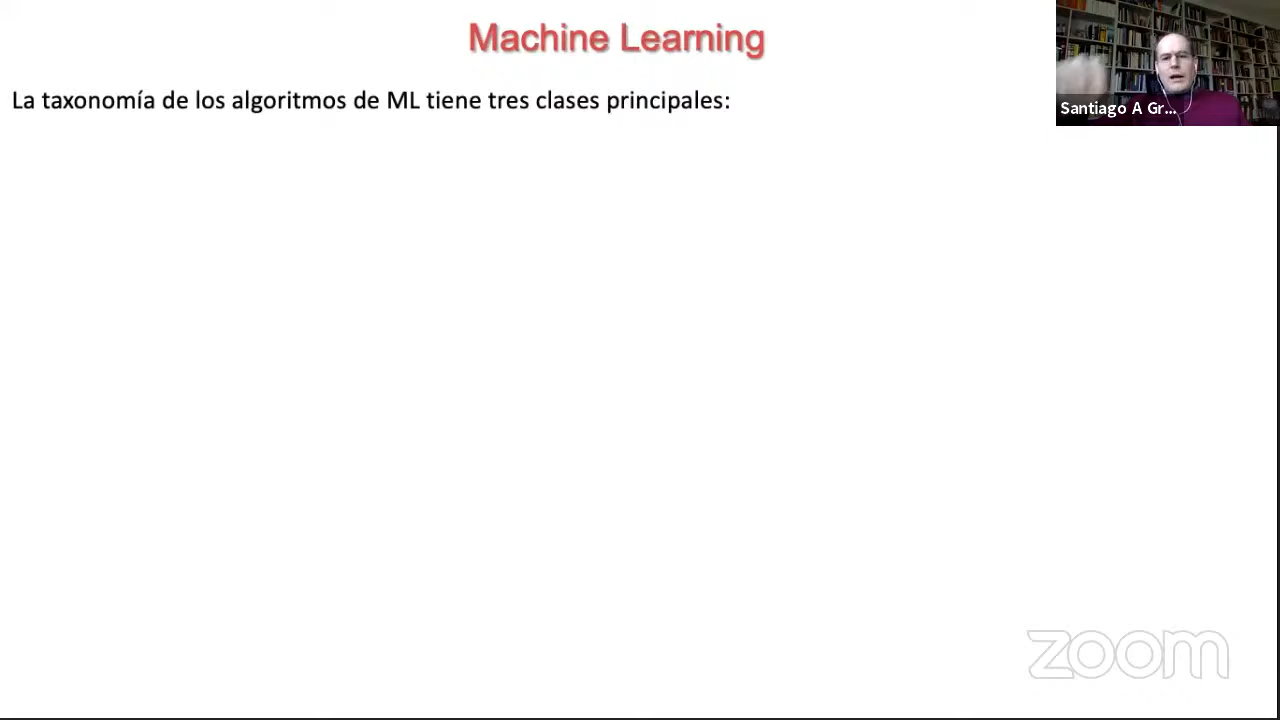 Machine Learning
La taxonomía de los algoritmos de ML tiene tres clases principales:
Santiago A Gr...
zoom